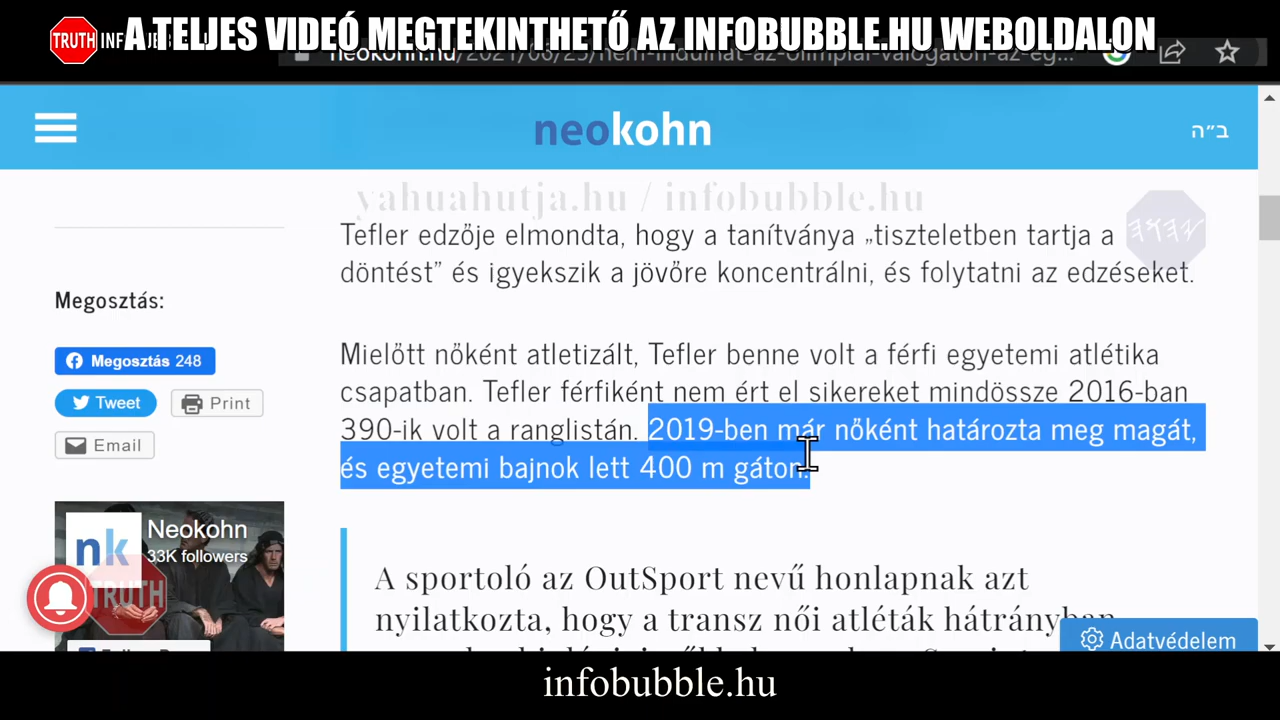 A TELJES VIDEÓ MEGTEKINTHETŐ AZ INFOBUBBLE.HU WEBOLDALON
TRUTH
neokohn
ב״ה
yahuahutja.hu / infobubble.hu
Tefler edzője elmondta, hogy a tanítványa „tiszteletben tartja a
döntést” és igyekszik a jövőre koncentrálni, és folytatni az edzéseket.
Megosztás:
Megosztás 248
Tweet
Print
Email
Mielőtt nőként atletizált, Tefler benne volt a férfi egyetemi atlétika
csapatban. Tefler férfiként nem ért el sikereket mindössze 2016-ban
390-ik volt a ranglistán. 2019-ben már nőként határozta meg magát,
és egyetemi bajnok lett 400 m gáton.
nk
Neokohn
33K followers
TRUTH
A sportoló az OutSport nevű honlapnak azt
nyilatkozta, hogy a transz női atléták hátrányban
Adatvédelem
infobubble.hu